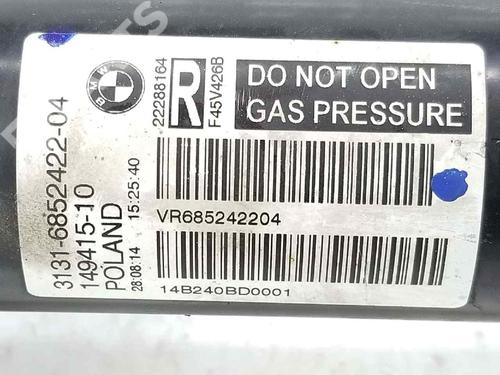 BMW
3131-6852422-04
149415-10
POLAND
28:08:14 15:25:40
22288164
R
F45V426B
DO NOT OPEN
GAS PRESSURE
VR685242204
14B240BD0001